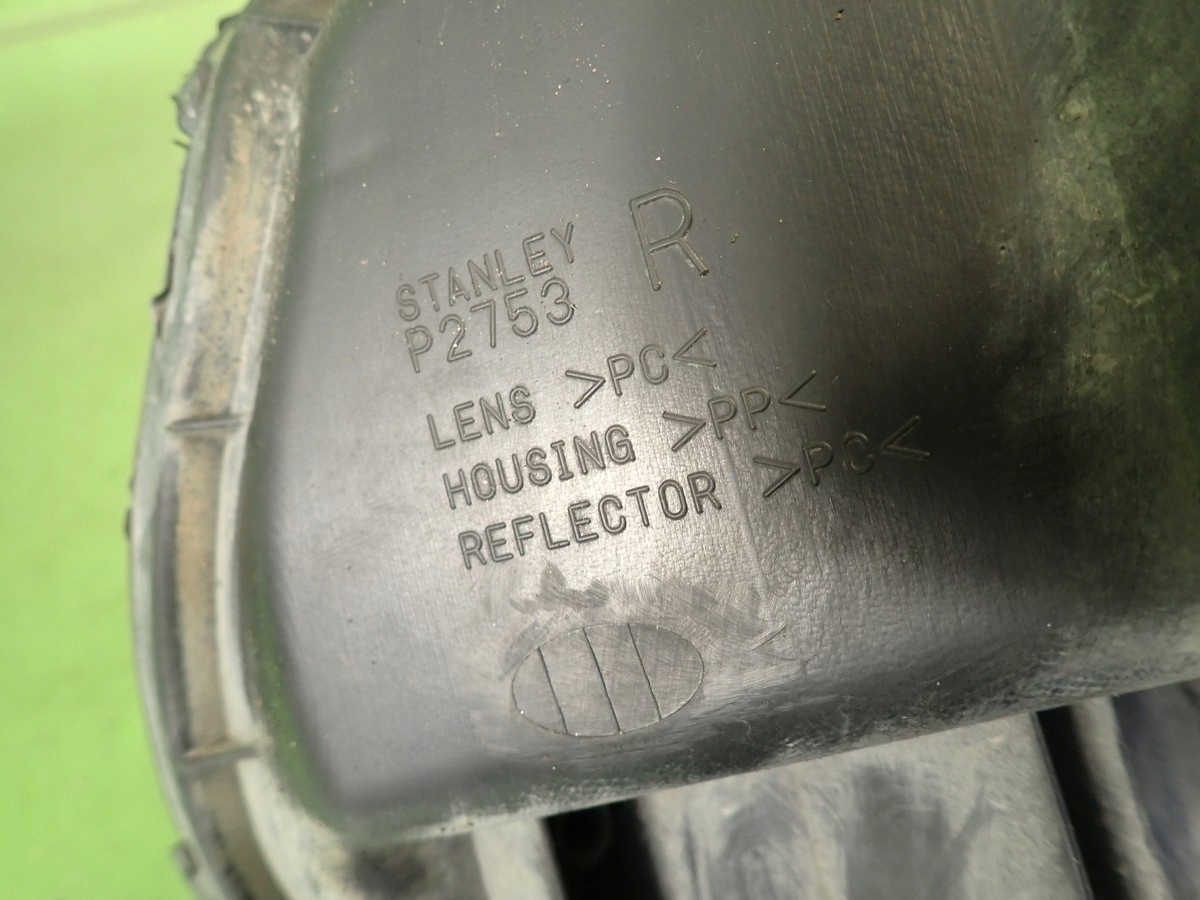 STANLEY R
P2753
LENS >PC<
HOUSING >PP<
REFLECTOR >PC<